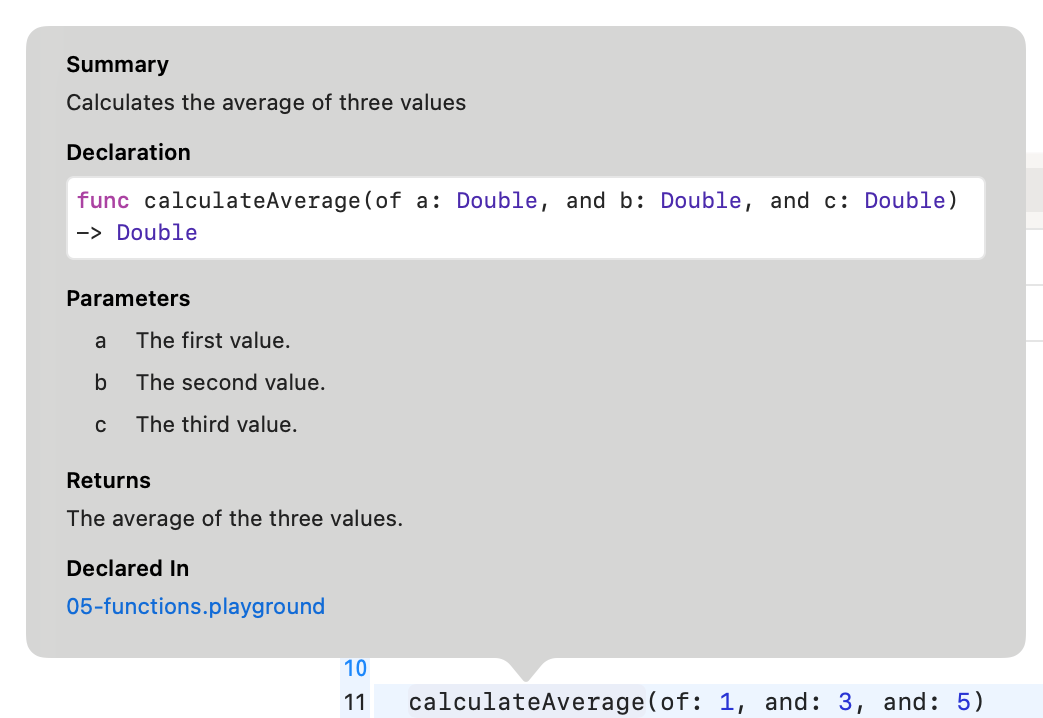 Summary
Calculates the average of three values
Declaration
func calculateAverage(of a: Double, and b: Double, and c: Double)
-> Double
Parameters
a The first value.
b The second value.
c The third value.
Returns
The average of the three values.
Declared In
05-functions.playground
10
11 calculateAverage(of: 1, and: 3, and: 5)